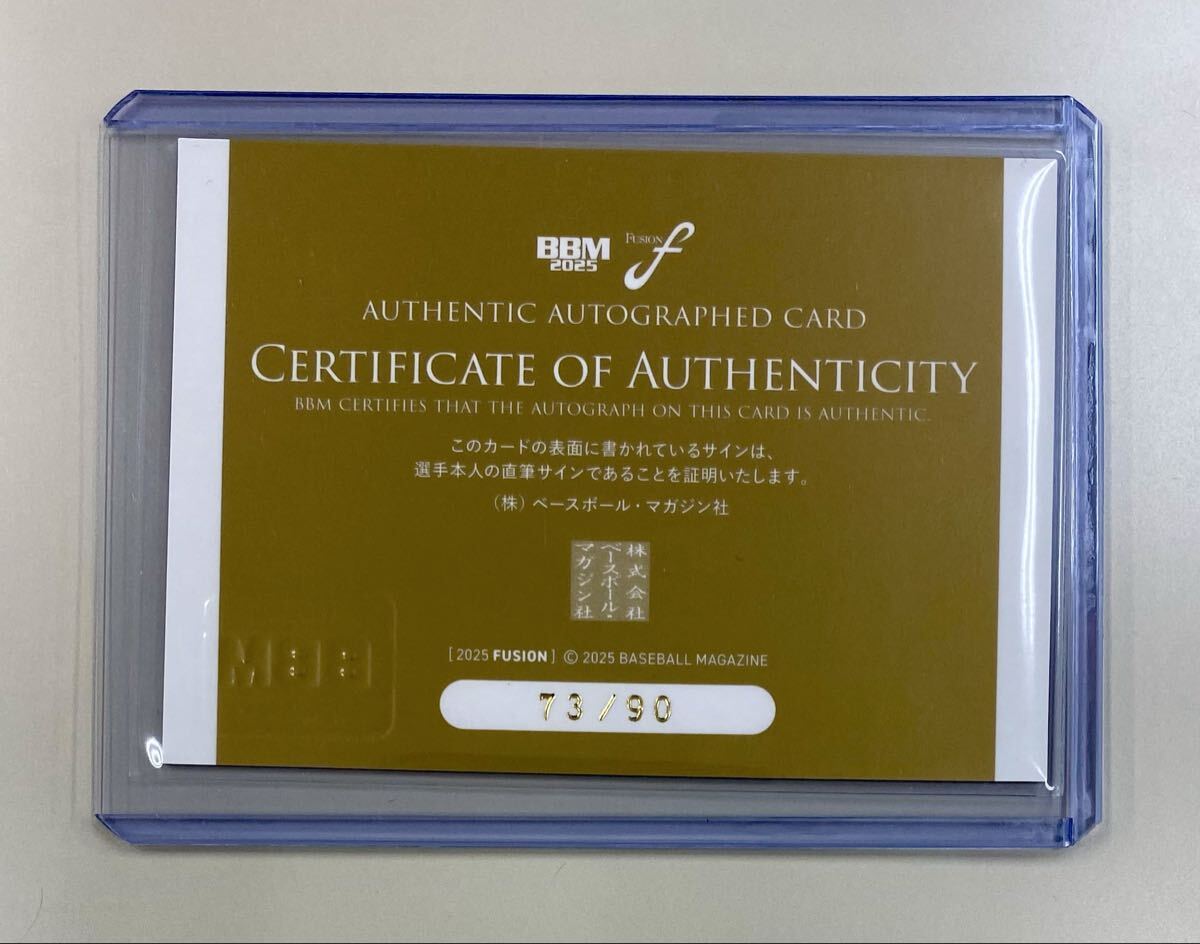 BBM
2025
FUSION
f
AUTHENTIC AUTOGRAPHED CARD
CERTIFICATE OF AUTHENTICITY
BBM CERTIFIES THAT THE AUTOGRAPH ON THIS CARD IS AUTHENTIC.
このカードの表面に書かれているサインは、
選手本人の直筆サインであることを証明いたします。
（株）ベースボール・マガジン社
株式会社
ベースボール・
マガジン社
[2025 FUSION] © 2025 BASEBALL MAGAZINE
73/90